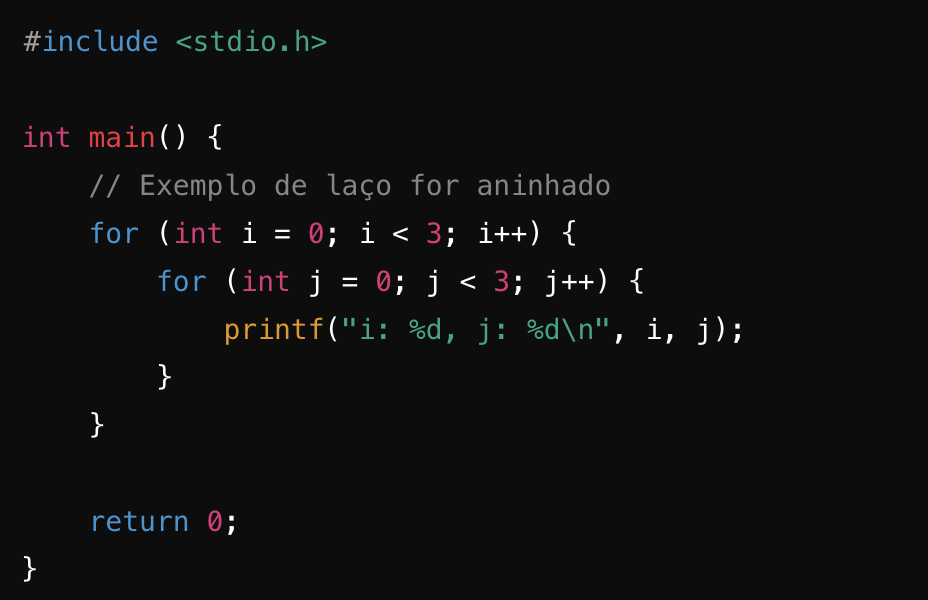 #include <stdio.h>

int main() {
    // Exemplo de laço for aninhado
    for (int i = 0; i < 3; i++) {
        for (int j = 0; j < 3; j++) {
            printf("i: %d, j: %d\n", i, j);
        }
    }

    return 0;
}